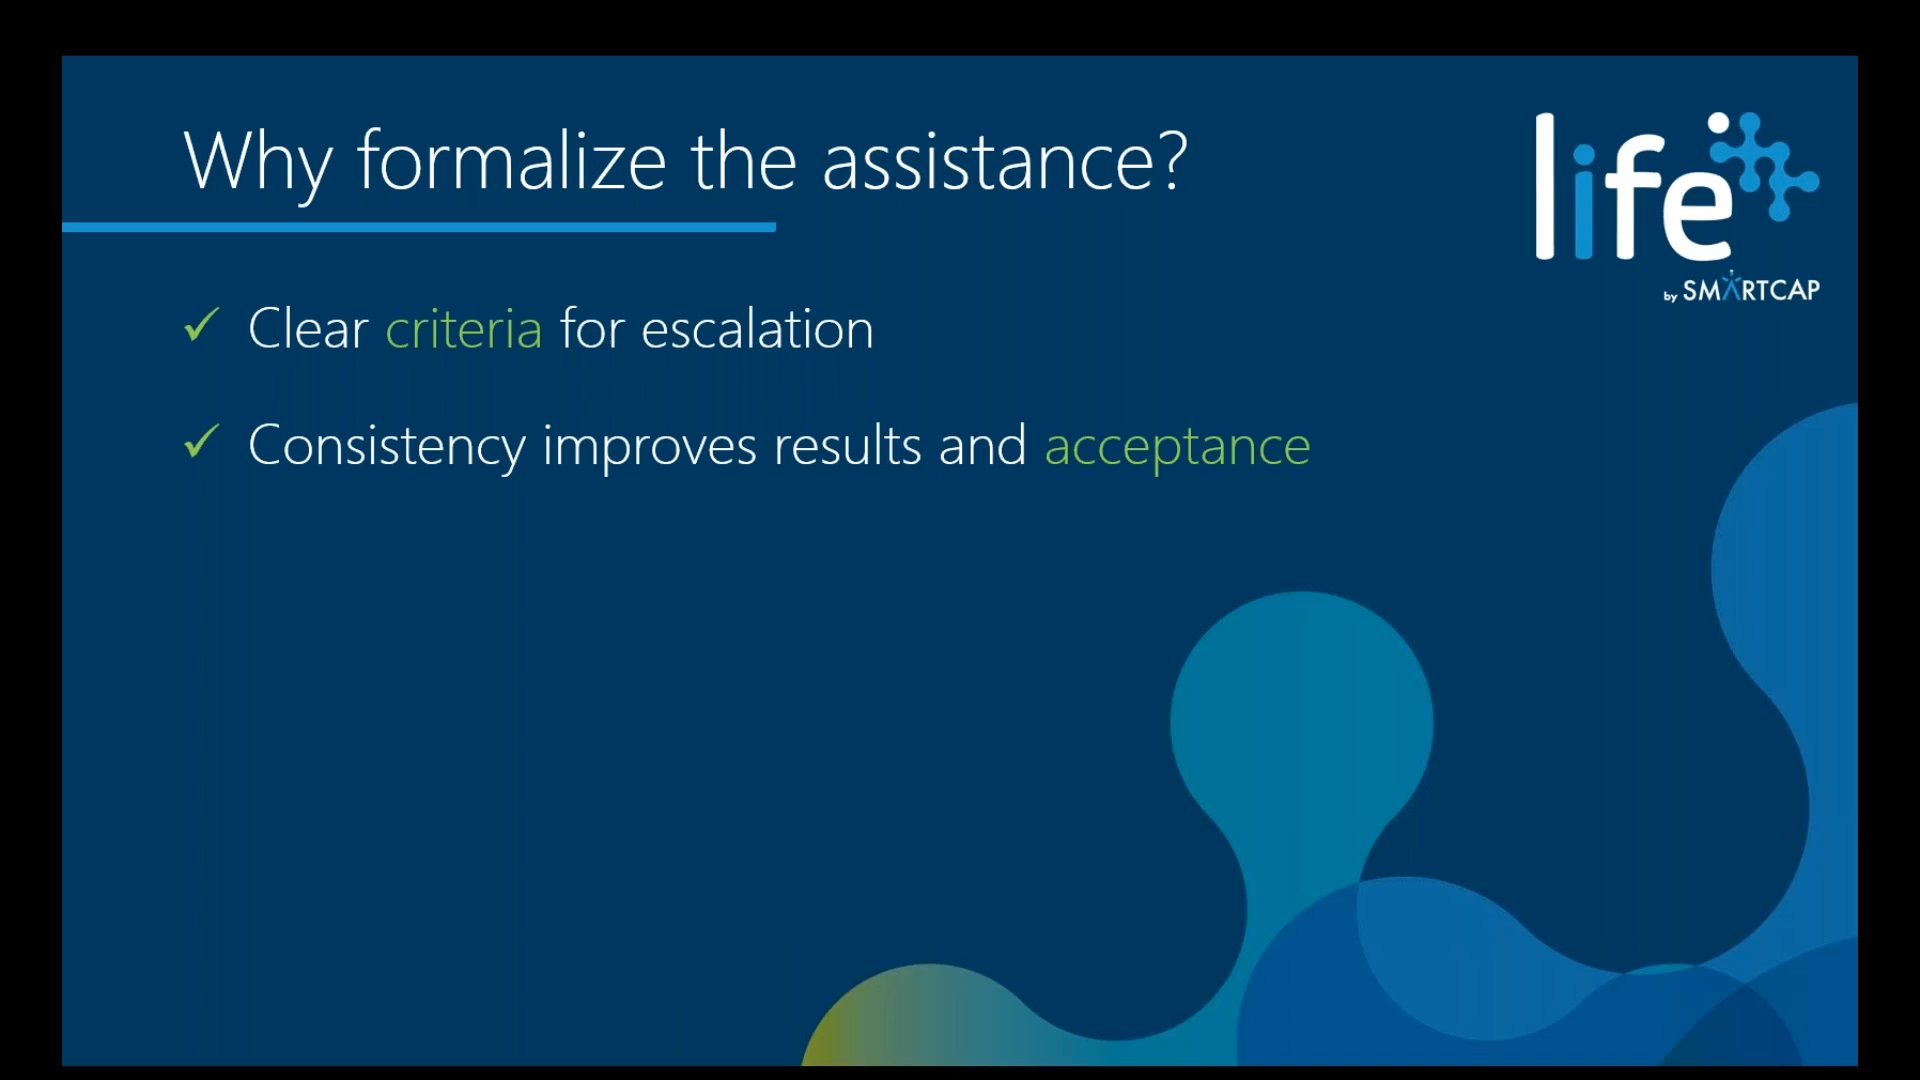 Why formalize the assistance?
life
by SMARTCAP
✓ Clear criteria for escalation
✓ Consistency improves results and acceptance